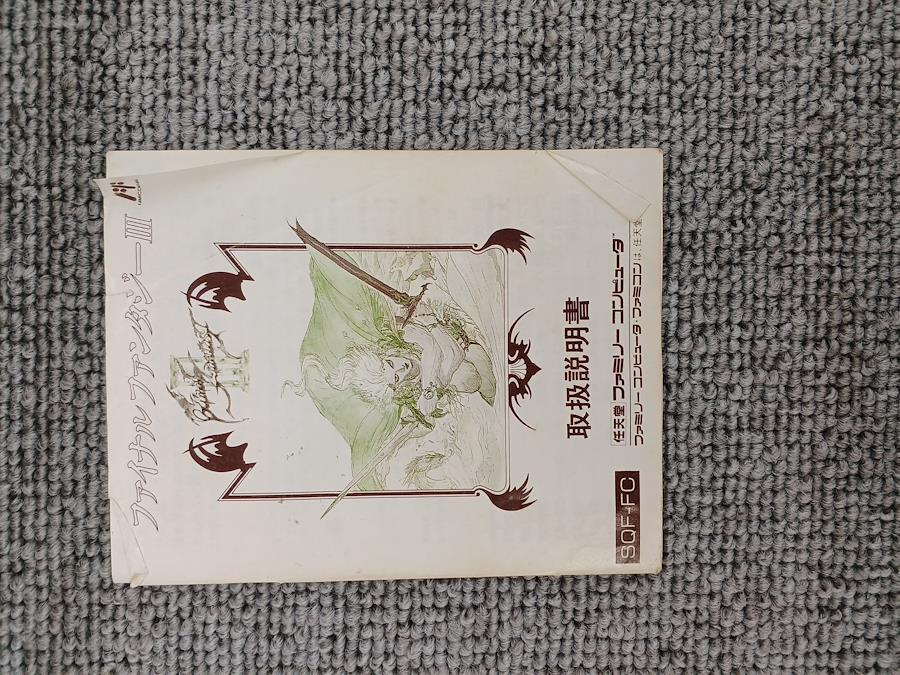 ファイナルファンタジーIII
FINAL FANTASY
III
取扱説明書
任天堂 ファミリー コンピュータ™
ファミリー コンピュータ・ファミコンは、任天堂
SQF-FC